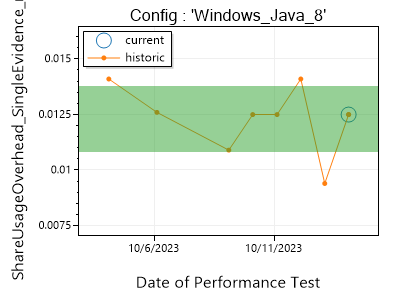 Config : 'Windows_Java_8'
current
historic
0.015
0.0125
0.01
0.0075
10/6/2023
10/11/2023
Date of Performance Test
ShareUsageOverhead_SingleEvidence_